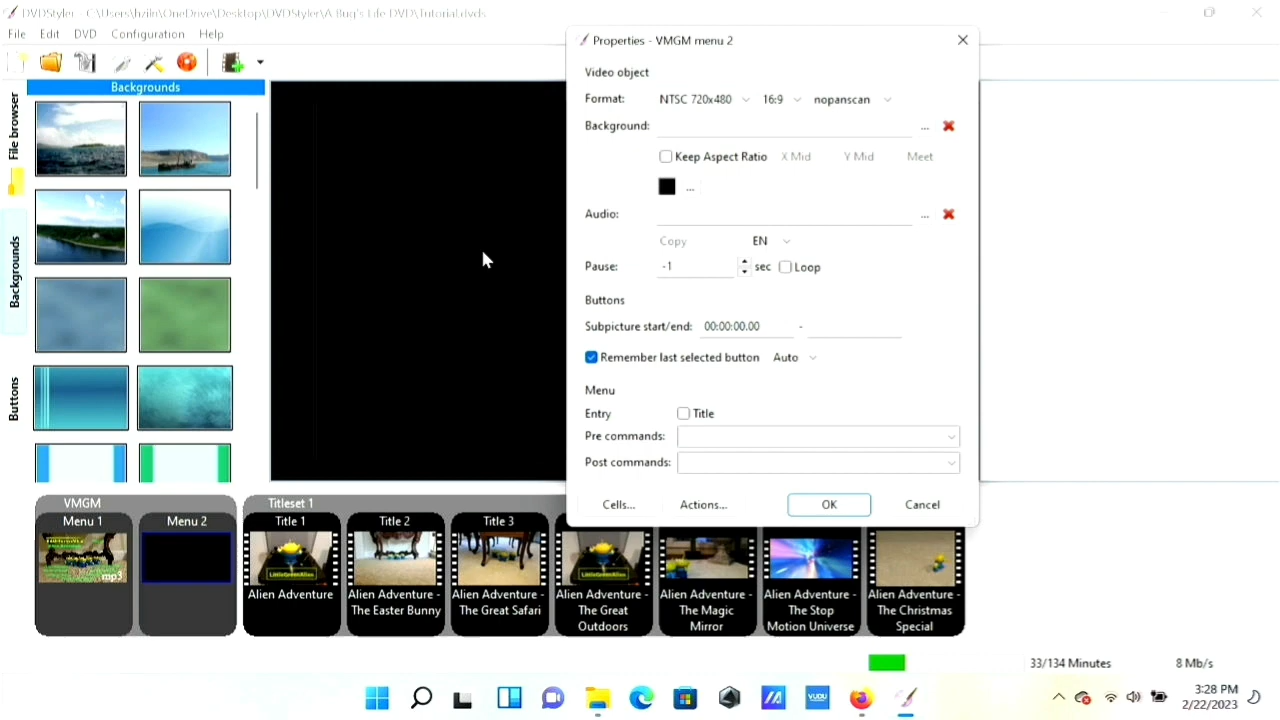 DVDStyler - C:\Users\hziln\OneDrive\Desktop\DVDStyler\A Bug's Life DVD\Tutorial.dvds
File Edit DVD Configuration Help
Backgrounds
File browser
Backgrounds
Buttons
Properties - VMGM menu 2
Video object
Format: NTSC 720x480 16:9 nopanscan
Background: ...
Keep Aspect Ratio X Mid Y Mid Meet
...
Audio: ...
Copy EN
Pause: -1 sec Loop
Buttons
Subpicture start/end: 00:00:00.00 -
Remember last selected button Auto
Menu
Entry Title
Pre commands:
Post commands:
Cells... Actions... OK Cancel
VMGM Titleset 1
Menu 1 Menu 2 Title 1 Title 2 Title 3
mp3
LittleGreenAlien
LittleGreenAlien
Alien Adventure
Alien Adventure -
The Easter Bunny
Alien Adventure -
The Great Safari
Alien Adventure -
The Great
Outdoors
Alien Adventure -
The Magic
Mirror
Alien Adventure -
The Stop
Motion Universe
Alien Adventure -
The Christmas
Special
33/134 Minutes 8 Mb/s
VUDU
3:28 PM
2/22/2023